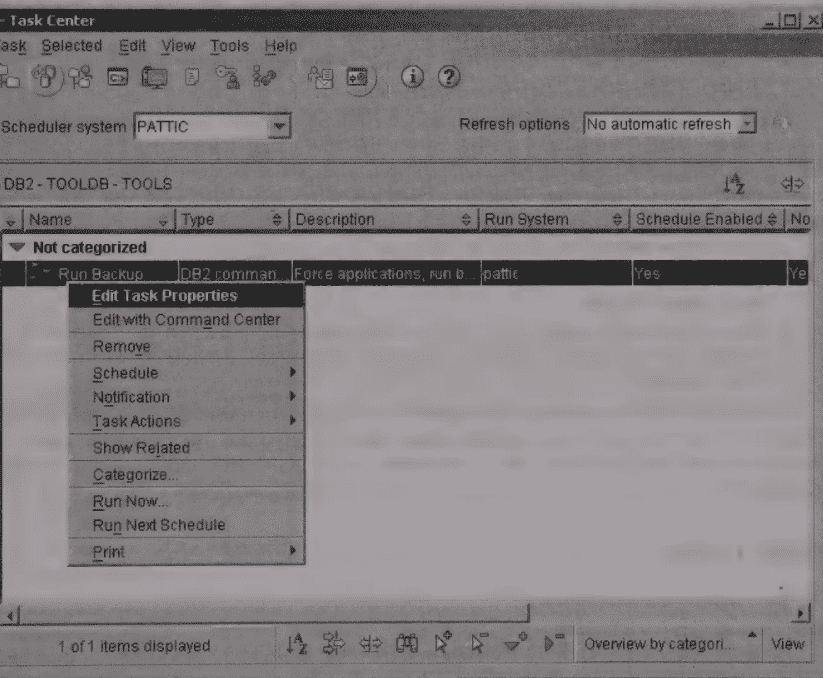 - Task Center
ask Selected Edit View Tools Help
Scheduler system PATTIC Refresh options No automatic refresh
DB2 - TOOLDB - TOOLS
Name Type Description Run System Schedule Enabled No
Not categorized
Run Backup DB2 comman... Force applications, run b... pattic Yes Ye
Edit Task Properties
Edit with Command Center
Remove
Schedule
Notification
Task Actions
Show Related
Categorize...
Run Now...
Run Next Schedule
Print
1 of 1 items displayed Overview by categori... View